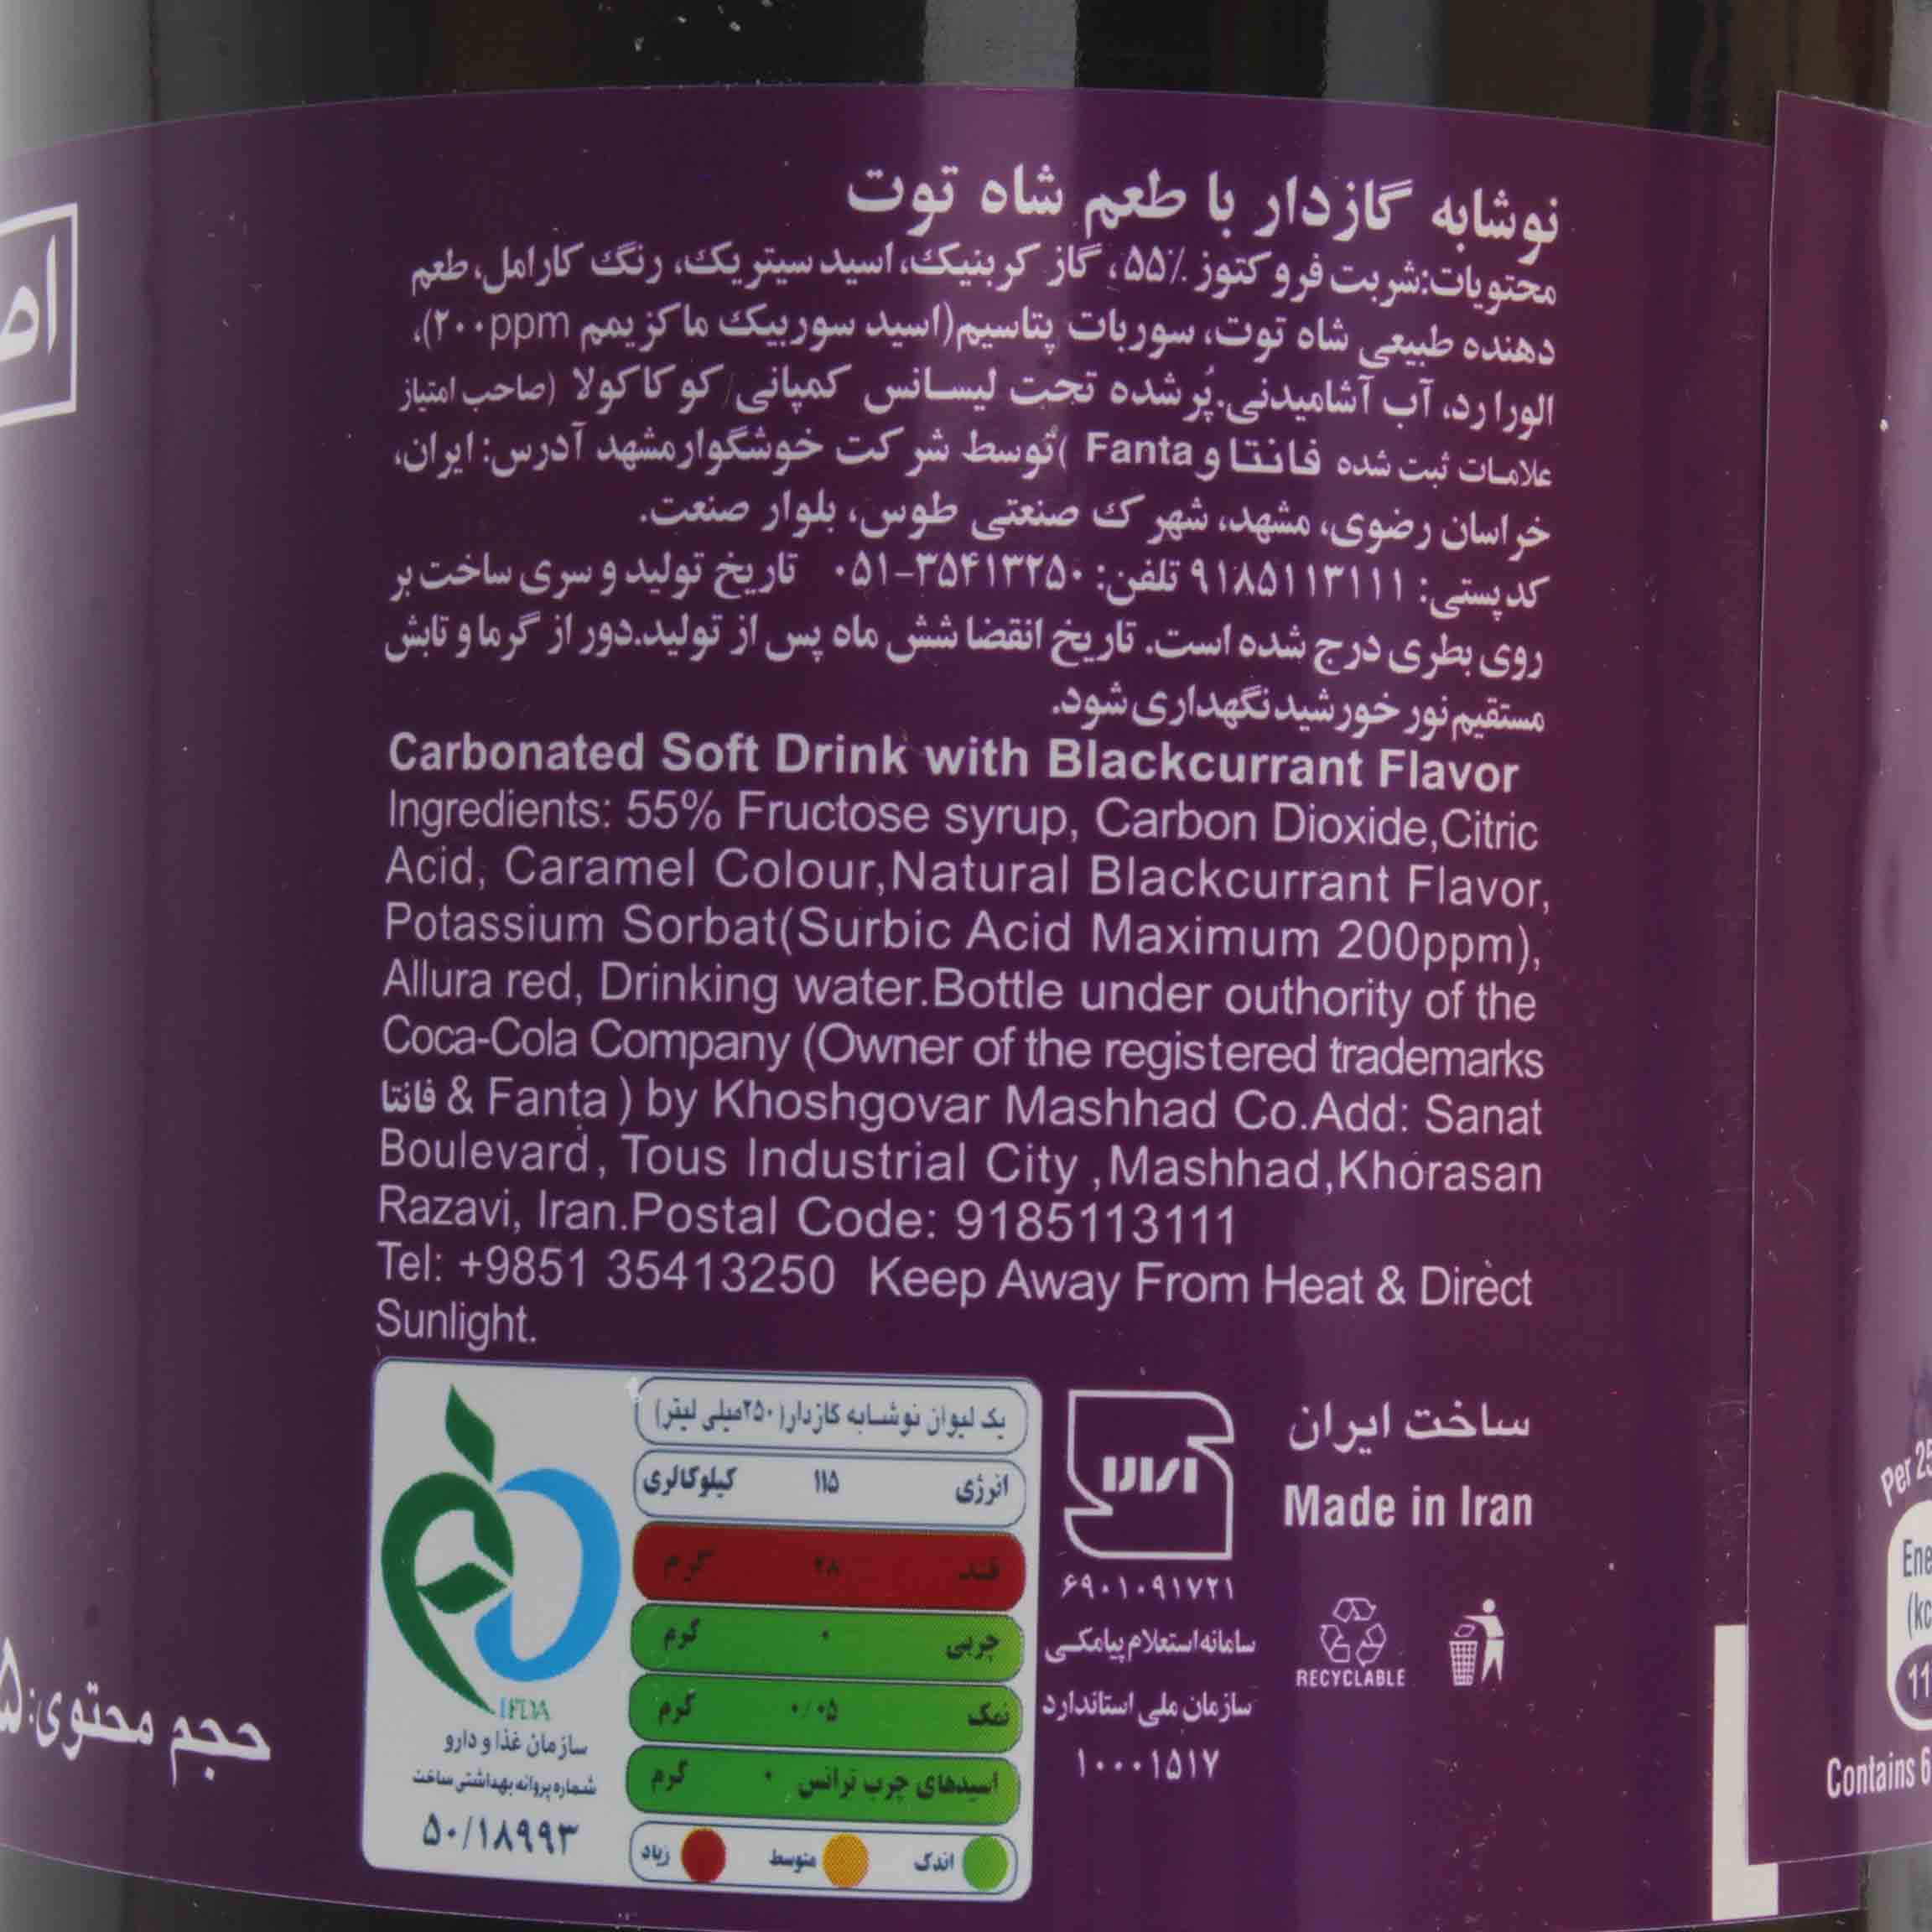 نوشابه گازدار با طعم شاه توت
محتویات:شربت فروکتوز ٪۵۵، گاز کربنیک، اسید سیتریک، رنگ کارامل، طعم
دهنده طبیعی شاه توت، سوربات پتاسیم(اسید سوربیک ماکزیمم ۲۰۰ppm)،
الورا رد، آب آشامیدنی.پُر شده تحت لیسانس کمپانی کوکاکولا (صاحب امتیاز
علامات ثبت شده فانتا و Fanta )توسط شرکت خوشگوار مشهد آدرس: ایران،
خراسان رضوی، مشهد، شهرک صنعتی طوس، بلوار صنعت.
کد پستی: ۹۱۸۵۱۱۳۱۱۱ تلفن: ۳۵۴۱۳۲۵۰-۰۵۱ تاریخ تولید و سری ساخت بر
روی بطری درج شده است. تاریخ انقضا شش ماه پس از تولید.دور از گرما و تابش
مستقیم نور خورشید نگهداری شود.
Carbonated Soft Drink with Blackcurrant Flavor
Ingredients: 55% Fructose syrup, Carbon Dioxide,Citric
Acid, Caramel Colour,Natural Blackcurrant Flavor,
Potassium Sorbat(Surbic Acid Maximum 200ppm),
Allura red, Drinking water.Bottle under outhority of the
Coca-Cola Company (Owner of the registered trademarks
فانتا & Fanta ) by Khoshgovar Mashhad Co.Add: Sanat
Boulevard, Tous Industrial City ,Mashhad,Khorasan
Razavi, Iran.Postal Code: 9185113111
Tel: +9851 35413250 Keep Away From Heat & Direct
Sunlight.
یک لیوان نوشابه گازدار(۲۵۰میلی لیتر)
انرژی ۱۱۵ کیلوکالری
قند ۲۸ گرم
چربی ۰ گرم
نمک ۰/۰۵ گرم
اسیدهای چرب ترانس ۰ گرم
اندک متوسط زیاد
IFDA
سازمان غذا و دارو
شماره پروانه بهداشتی ساخت
۵۰/۱۸۹۹۳
۶۹۰۱۰۹۱۷۲۱
سامانه استعلام پیامکی
سازمان ملی استاندارد
۱۰۰۰۱۵۱۷
ساخت ایران
Made in Iran
RECYCLABLE
حجم محتوی:
Per 25
Ene
(kc
11
Contains 6